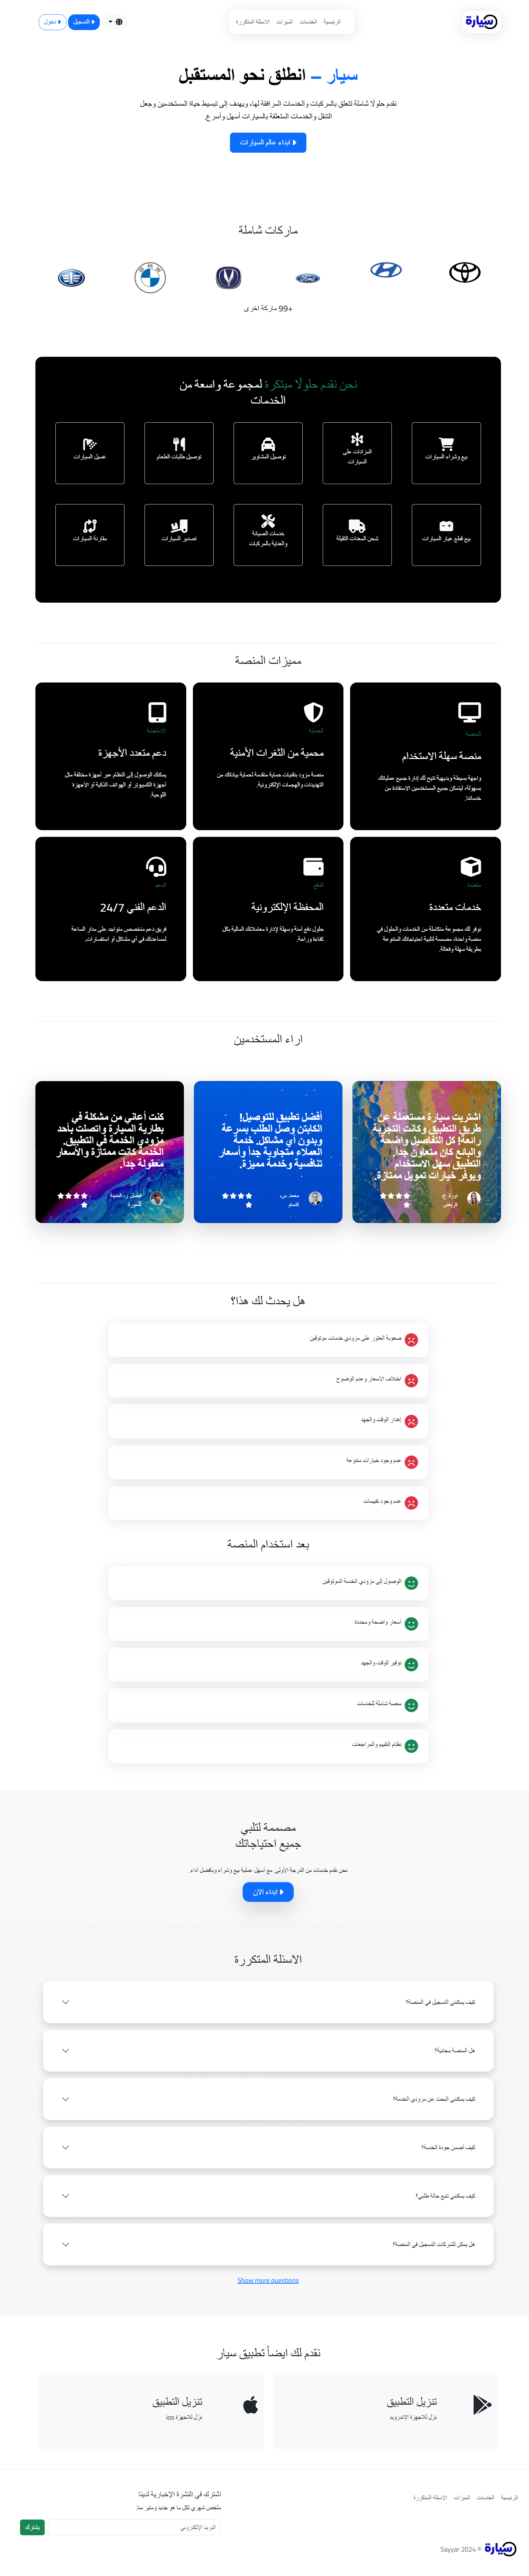 سيارة
الرئيسية
الخدمات
الميزات
الاسئلة المتكررة
التسجيل
دخول
سيار – انطلق نحو المستقبل
نقدم حلولًا شاملة تتعلق بالمركبات والخدمات المرافقة لها، ويهدف إلى تبسيط حياة المستخدمين وجعل
التنقل والخدمات المتعلقة بالسيارات أسهل وأسرع.
ابداء عالم السيارات
ماركات شاملة
BMW
Ford
+99 ماركة اخرى
نحن نقدم حلولًا مبتكرة لمجموعة واسعة من
الخدمات
بيع وشراء السيارات
المزادات على
السيارات
توصيل المشاوير
توصيل طلبات الطعام
غسيل السيارات
بيع قطع غيار السيارات
شحن المعدات الثقيلة
خدمات الصيانة
والعناية بالمركبات
تصدير السيارات
مقارنة السيارات
مميزات المنصة
المنصة
منصة سهلة الاستخدام
واجهة بسيطة وبديهية تتيح لك إدارة جميع عملياتك
بسهولة، ليتمكن جميع المستخدمين الاستفادة من
خدماتنا.
الحماية
محمية من الثغرات الأمنية
منصة مزود بتقنيات حماية متقدمة لحماية بياناتك من
التهديدات والهجمات الإلكترونية.
الإستجابة
دعم متعدد الأجهزة
يمكنك الوصول إلى النظام عبر أجهزة مختلفة مثل
أجهزة الكمبيوتر أو الهواتف الذكية أو الأجهزة
اللوحية.
متعددة
خدمات متعددة
نوفر لك مجموعة متكاملة من الخدمات والحلول في
منصة واحدة، مصممة لتلبية احتياجاتك المتنوعة
بطريقة سهلة وفعالة.
الدفع
المحفظة الإلكترونية
حلول دفع آمنة وسهلة لإدارة معاملاتك المالية بكل
كفاءة وراحة.
الدعم
الدعم الفني 24/7
فريق دعم متخصص متواجد على مدار الساعة
لمساعدتك في أي مشاكل أو استفسارات.
اراء المستخدمين
اشتريت سيارة مستعملة عن
طريق التطبيق وكانت التجربة
رائعة! كل التفاصيل واضحة
والبائع كان متعاون جداً.
التطبيق سهل الاستخدام
ويوفر خيارات تمويل ممتازة.
نورة ع.
الرياض
أفضل تطبيق للتوصيل!
الكابتن وصل الطلب بسرعة
وبدون أي مشاكل. خدمة
العملاء متجاوبة جداً وأسعار
تنافسية وخدمة مميزة.
محمد س.
الدمام
كنت أعاني من مشكلة في
بطارية السيارة واتصلت بأحد
مزودي الخدمة في التطبيق.
الخدمة كانت ممتازة والأسعار
معقولة جداً.
فيصل ر، المدينة
المنورة
هل يحدث لك هذا؟
صعوبة العثور على مزودي خدمات موثوقين
اختلاف الأسعار وعدم الوضوح
إهدار الوقت والجهد
عدم وجود خيارات متنوعة
عدم وجود تقييمات
بعد استخدام المنصة
الوصول إلى مزودي الخدمة الموثوقين
أسعار واضحة ومحددة
توفير الوقت والجهد
منصة شاملة للخدمات
نظام التقييم والمراجعات
مصممة لتلبي
جميع احتياجاتك
نحن نقدم خدمات من الدرجة الأولى, مع اسهل عملية بيع وشراء وبأفضل أداء.
ابداء الان
الاسئلة المتكررة
كيف يمكنني التسجيل في المنصة؟
هل المنصة مجانية؟
كيف يمكنني البحث عن مزودي الخدمة؟
كيف أضمن جودة الخدمة؟
كيف يمكنني تتبع حالة طلبي؟
هل يمكن للشركات التسجيل في المنصة؟
Show more questions
نقدم لك ايضاً تطبيق سيار
تنزيل التطبيق
نزل للاجهزة الاندرويد
تنزيل التطبيق
نزل للاجهزة ios
الرئيسية
الخدمات
الميزات
الاسئلة المتكررة
اشترك في النشرة الإخبارية لدينا
ملخص شهري لكل ما هو جديد ومثير منا.
البريد الإلكتروني
يشترك
سيارة © 2024 Sayyar